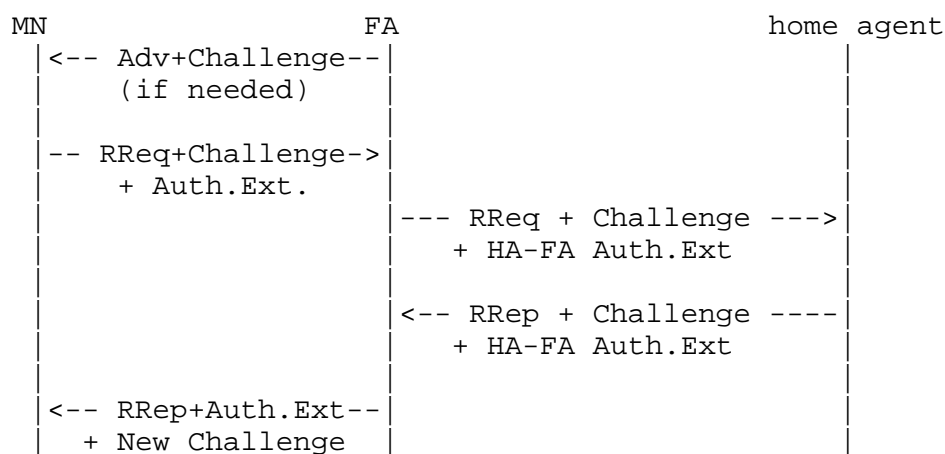 MN FA home agent
|<-- Adv+Challenge--| |
| (if needed) | |
| | |
|-- RReq+Challenge->| |
| + Auth.Ext. | |
| |--- RReq + Challenge --->|
| | + HA-FA Auth.Ext |
| | |
| |<-- RRep + Challenge ----|
| | + HA-FA Auth.Ext |
| | |
|<-- RRep+Auth.Ext--| |
| + New Challenge | |